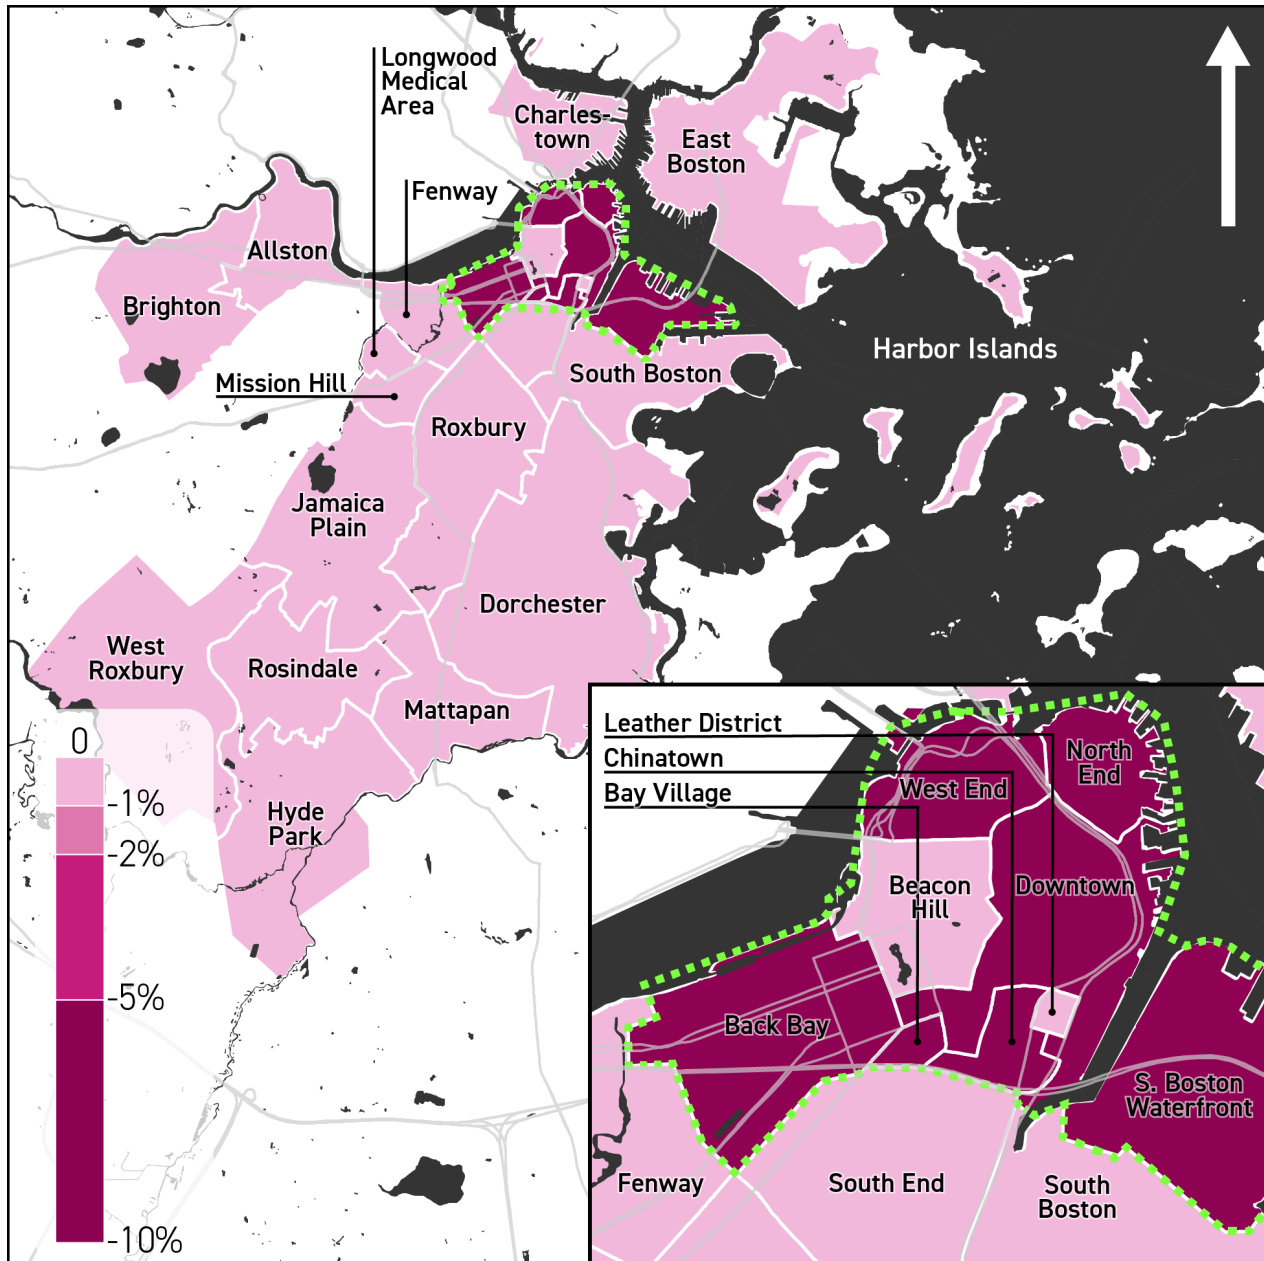 Longwood
Medical
Area
Charles-
town
East
Boston
Fenway
Allston
Brighton
Harbor Islands
South Boston
Mission Hill
Roxbury
Jamaica
Plain
Dorchester
West
Roxbury
Rosindale
Mattapan
Hyde
Park
0
-1%
-2%
-5%
-10%
Leather District
Chinatown
Bay Village
North
End
West End
Beacon
Hill
Downtown
Back Bay
S. Boston
Waterfront
Fenway
South End
South
Boston